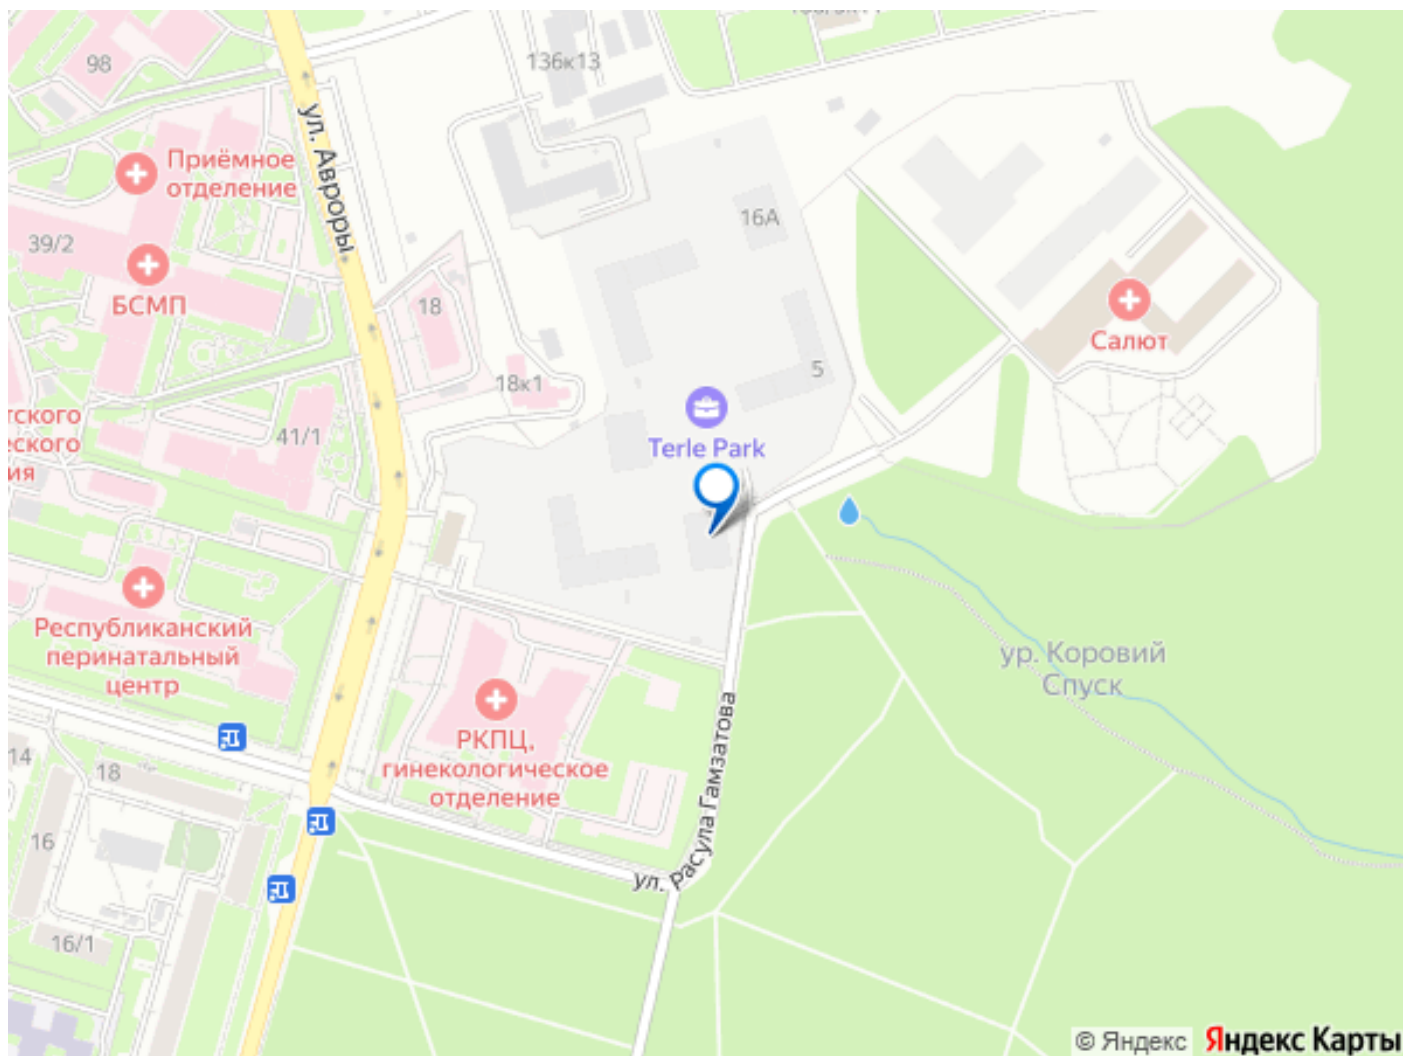 136к13
98
ул. Авроры
Приёмное
отделение
39/2
16А
БСМП
18
Салют
5
18к1
Terle Park
41/1
тского
еского
ия
Республиканский
перинатальный
центр
ур. Коровий
Спуск
РКПЦ,
гинекологическое
отделение
ул. Расула Гамзатова
14
18
16
16/1
© Яндекс Яндекс Карты